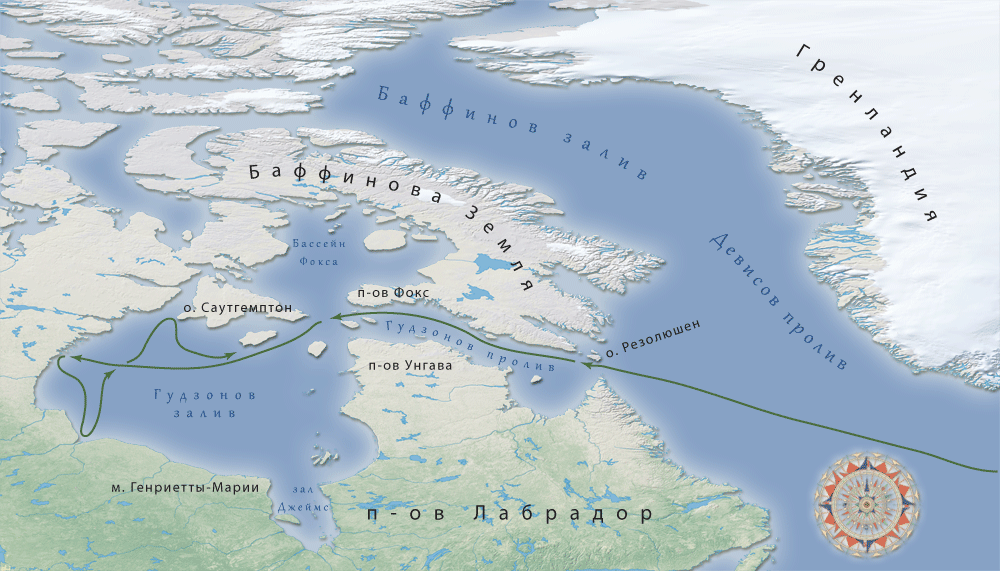 Гренландия
Баффинов залив
Баффинова Земля
Девисов пролив
Бассейн
Фокса
п-ов Фокс
о. Саутгемптон
Гудзонов пролив
о. Резолюшен
п-ов Унгава
Гудзонов
залив
м. Генриетты-Марии
зал
Джеймс
п-ов Лабрадор